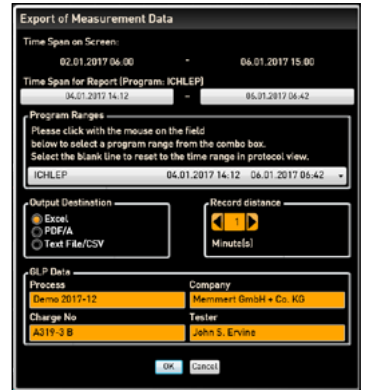 Export of Measurement Data
Time Span on Screen:
02.01.2017 06:00 - 06.01.2017 15:00
Time Span for Report (Program: ICHLEP)
04.01.2017 14:12 - 06.01.2017 06:42
Program Ranges
Please click with the mouse on the field
below to select a program range from the combo box.
Select the blank line to reset to the time range in protocol view.
ICHLEP 04.01.2017 14:12 06.01.2017 06:42
Output Destination
Excel
PDF/A
Text File/CSV
Record distance
1
Minute(s)
GLP Data
Process Company
Demo 2017-12 Memmert GmbH + Co. KG
Charge No Tester
A319-3 B John S. Ervine
OK Cancel